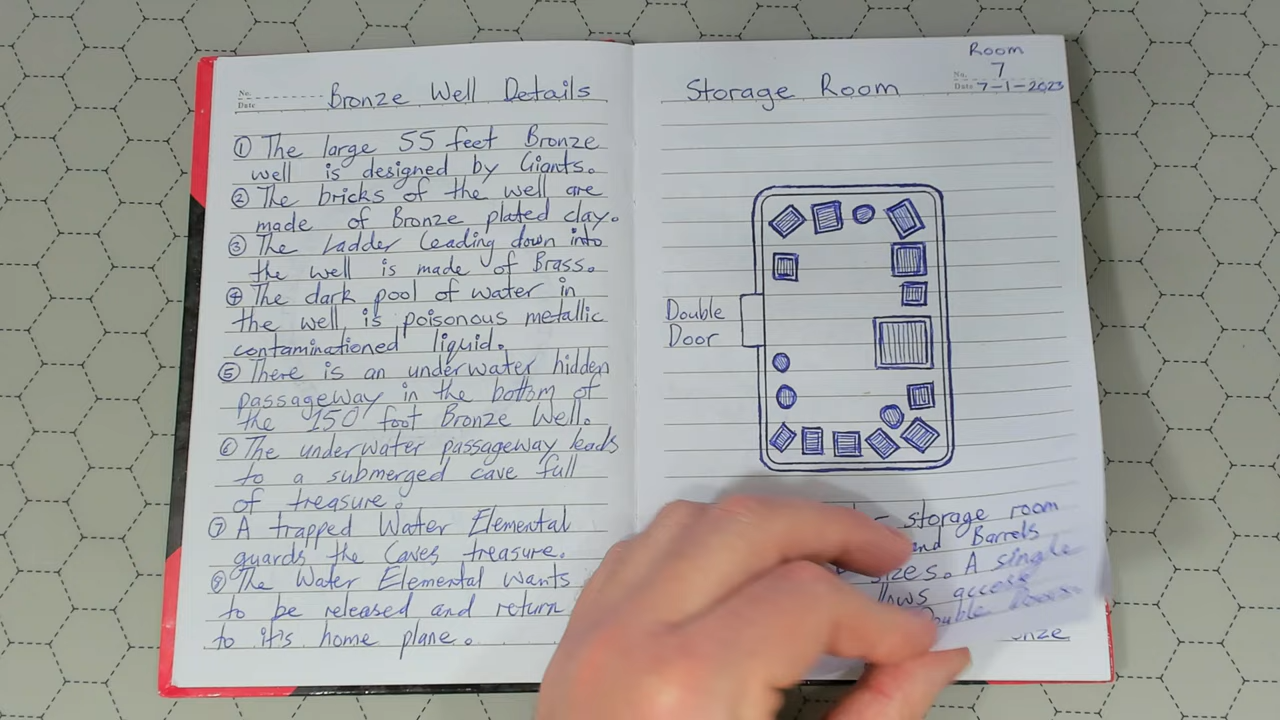 No.
Date
Bronze Well Details
① The large 55 feet Bronze
well is designed by Giants.
② The bricks of the well are
made of Bronze plated clay.
③ The Ladder leading down into
the well is made of Brass.
④ The dark pool of water in
the well, is poisonous metallic
contaminationed liquid.
⑤ There is an underwater hidden
passageway in the bottom of
the 150 foot Bronze Well.
⑥ The underwater passageway leads
to a submerged cave full
of treasure.
⑦ A trapped Water Elemental
guards the Caves treasure.
⑧ The Water Elemental wants
to be released and return
to it's home plane.
Room
No. 7
Date 7-1-2023
Storage Room
Double
Door
- storage room
and Barrels
sizes. A single
access
Double Room